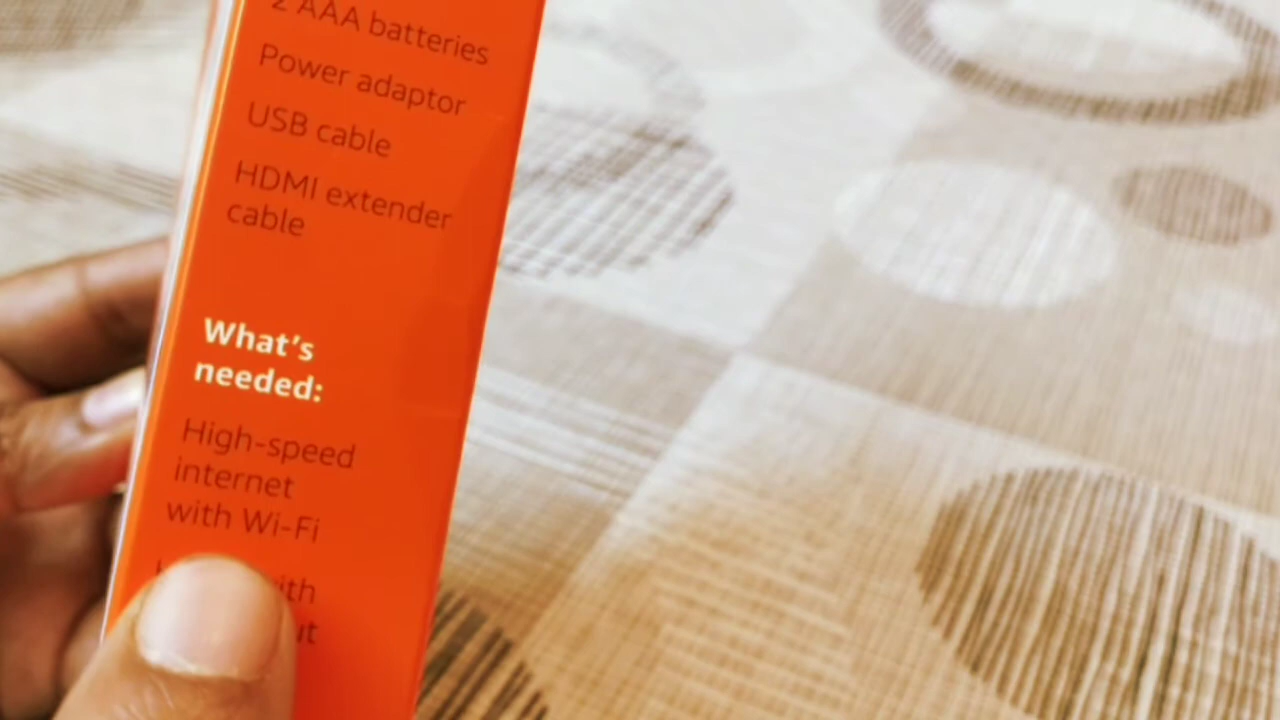 2 AAA batteries
Power adaptor
USB cable
HDMI extender
cable
What's
needed:
High-speed
internet
with Wi-Fi